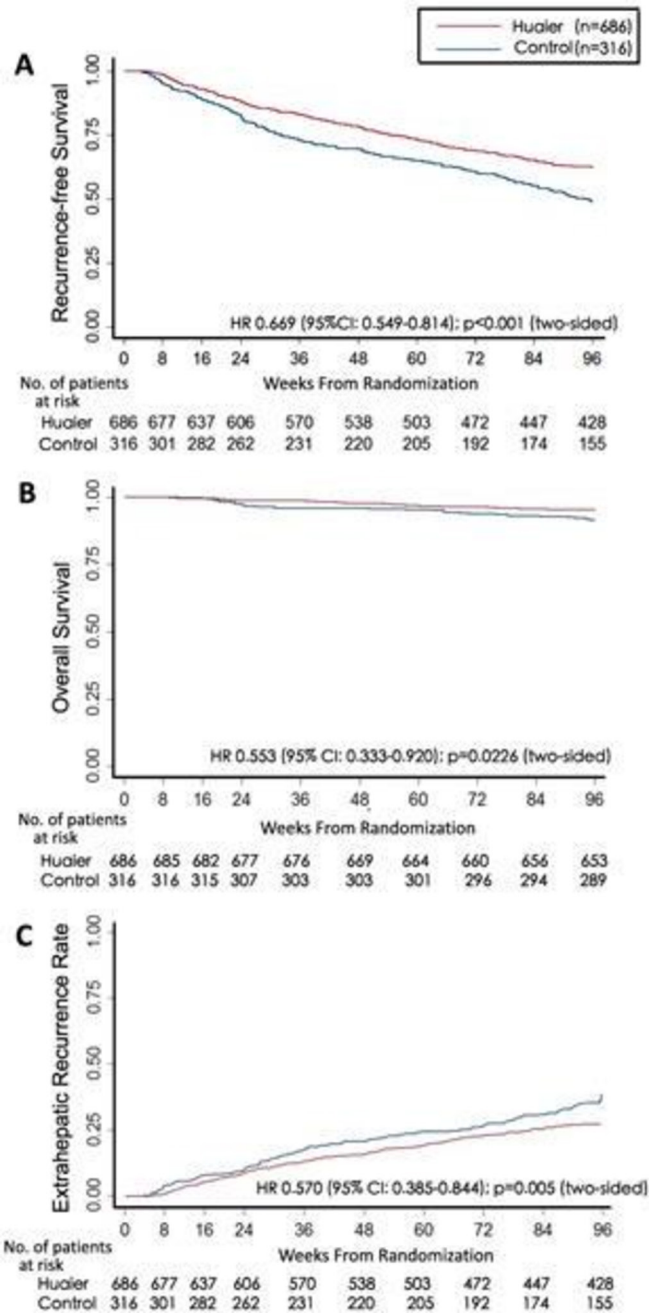 Huaier (n=686)
Control(n=316)
A
Recurrence-free Survival
1.00
0.75
0.50
0.25
0.00
HR 0.669 (95%CI: 0.549-0.814); p<0.001 (two-sided)
0 8 16 24 36 48 60 72 84 96
No. of patients
at risk
Weeks From Randomization
Huaier 686 677 637 606 570 538 503 472 447 428
Control 316 301 282 262 231 220 205 192 174 155
B
Overall Survival
1.00
0.75
0.50
0.25
0.00
HR 0.553 (95% CI: 0.333-0.920); p=0.0226 (two-sided)
0 8 16 24 36 48 60 72 84 96
No. of patients
at risk
Weeks From Randomization
Huaier 686 685 682 677 676 669 664 660 656 653
Control 316 316 315 307 303 303 301 296 294 289
C
Extrahepatic Recurrence Rate
1.00
0.75
0.50
0.25
0.00
HR 0.570 (95% CI: 0.385-0.844); p=0.005 (two-sided)
0 8 16 24 36 48 60 72 84 96
No. of patients
at risk
Weeks From Randomization
Huaier 686 677 637 606 570 538 503 472 447 428
Control 316 301 282 262 231 220 205 192 174 155